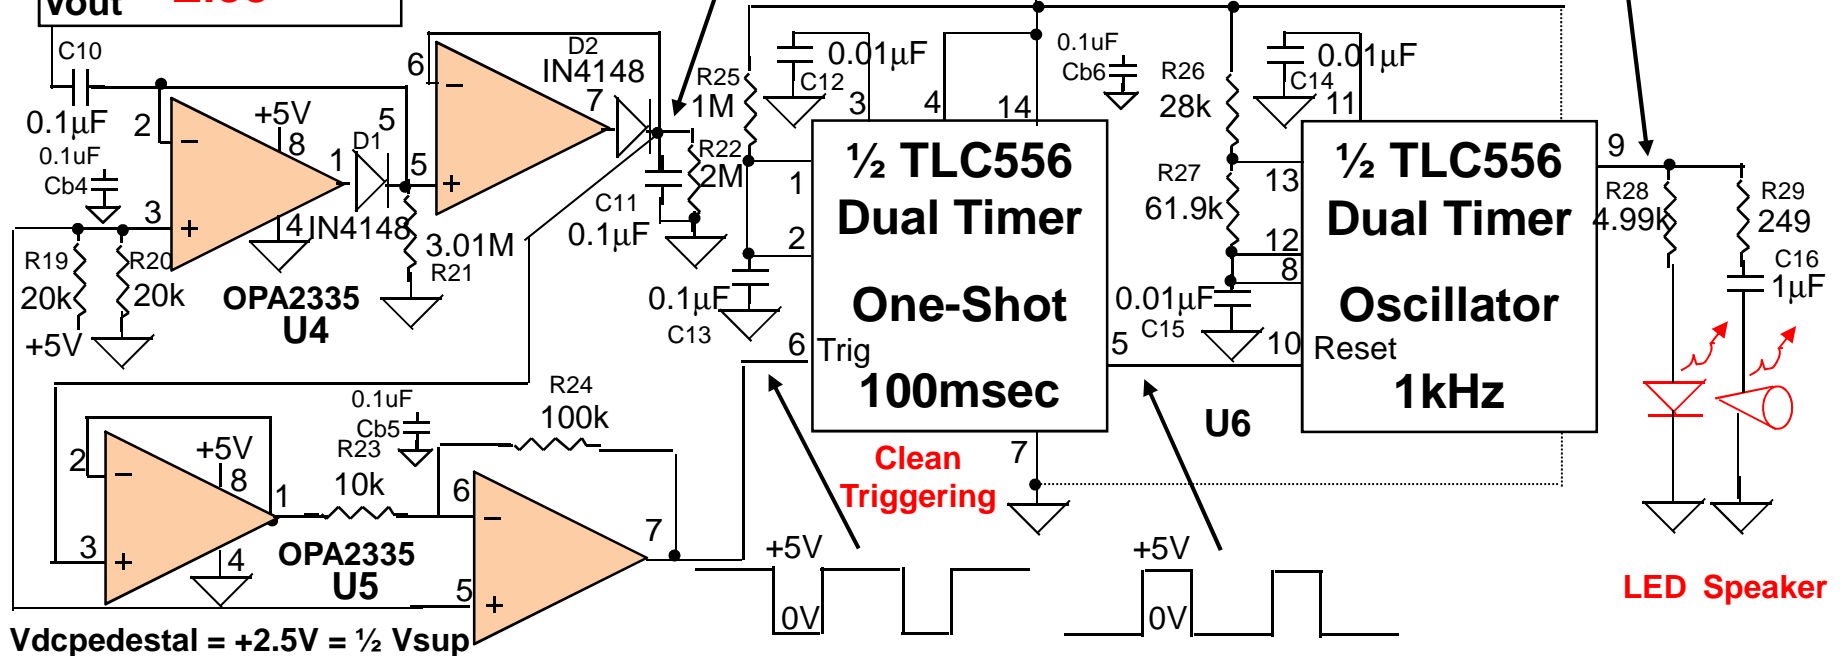 Vout
C10
0.1µF
0.1uF
Cb4
2
3
+5V
8
1
4
D1
5
IN4148
R19
20k
+5V
R20
20k
OPA2335
U4
3.01M
R21
6
5
7
D2
IN4148
R22
2M
C11
0.1µF
R25
1M
0.01µF
C12
3
4
14
0.1uF
Cb6
1
2
6
½ TLC556
Dual Timer
One-Shot
Trig
100msec
0.1µF
C13
5
7
R26
28k
R27
61.9k
0.01µF
C14
11
13
12
8
10
0.01µF
C15
½ TLC556
Dual Timer
Oscillator
Reset
1kHz
U6
9
R28
4.99k
R29
249
C16
1µF
LED Speaker
2
3
+5V
8
1
4
OPA2335
U5
0.1uF
Cb5
R23
10k
R24
100k
6
5
7
Clean
Triggering
+5V
0V
+5V
0V
Vdcpedestal = +2.5V = ½ Vsup